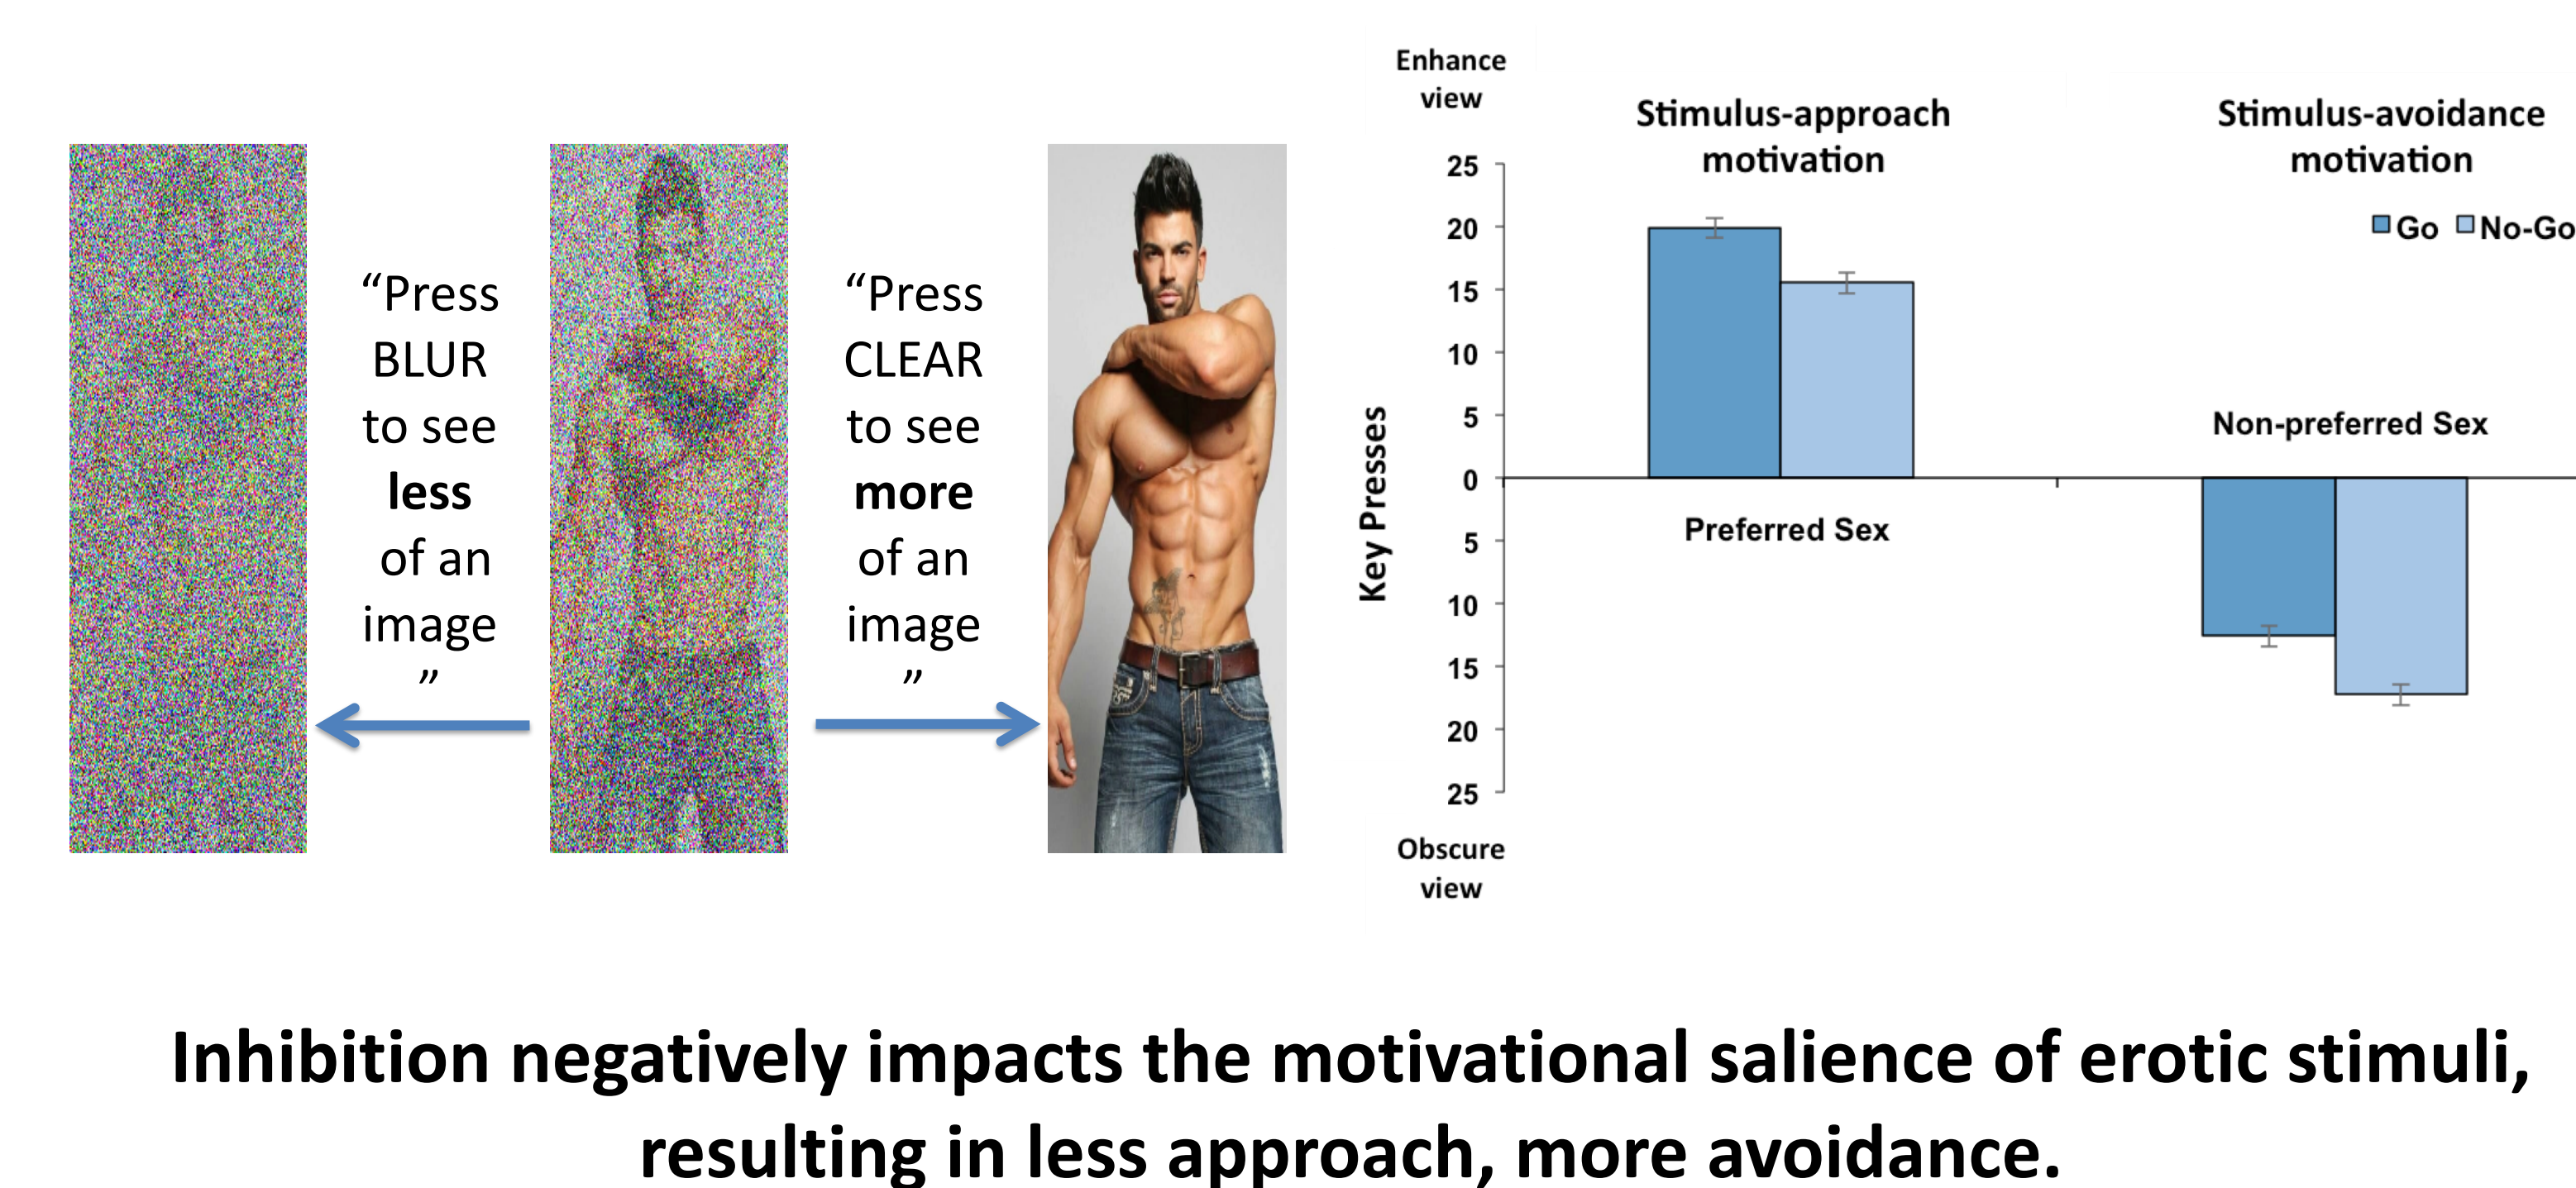 “Press
BLUR
to see
less
of an
image
”
“Press
CLEAR
to see
more
of an
image
”
Enhance
view
Stimulus-approach
motivation
Stimulus-avoidance
motivation
Go No-Go
Key Presses
25
20
15
10
5
0
5
10
15
20
25
Non-preferred Sex
Preferred Sex
Obscure
view
Inhibition negatively impacts the motivational salience of erotic stimuli,
resulting in less approach, more avoidance.